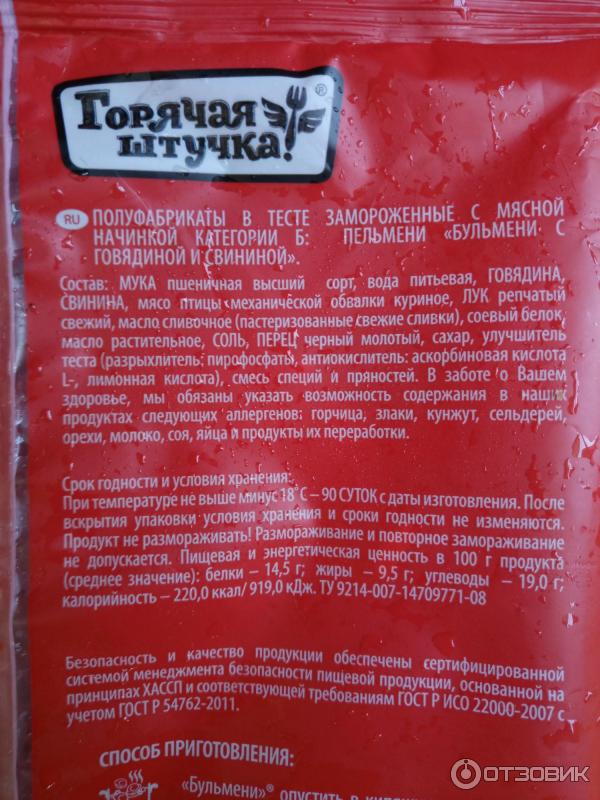 ГОРЯЧАЯ
ШТУЧКА!
®
RU ПОЛУФАБРИКАТЫ В ТЕСТЕ ЗАМОРОЖЕННЫЕ С МЯСНОЙ
НАЧИНКОЙ КАТЕГОРИИ Б: ПЕЛЬМЕНИ «БУЛЬМЕНИ С
ГОВЯДИНОЙ И СВИНИНОЙ».
Состав: МУКА пшеничная высший сорт, вода питьевая, ГОВЯДИНА,
СВИНИНА, мясо птицы механической обвалки куриное, ЛУК репчатый
свежий, масло сливочное (пастеризованные свежие сливки), соевый белок,
масло растительное, СОЛЬ, ПЕРЕЦ черный молотый, сахар, улучшитель
теста (разрыхлитель: пирофосфаты, антиокислитель: аскорбиновая кислота
L-, лимонная кислота), смесь специй и пряностей. В заботе о Вашем
здоровье, мы обязаны указать возможность содержания в наших
продуктах следующих аллергенов: горчица, злаки, кунжут, сельдерей,
орехи, молоко, соя, яйца и продукты их переработки.
Срок годности и условия хранения:
При температуре не выше минус 18°С – 90 СУТОК с даты изготовления. После
вскрытия упаковки условия хранения и сроки годности не изменяются.
Продукт не размораживать! Размораживание и повторное замораживание
не допускается. Пищевая и энергетическая ценность в 100 г продукта
(среднее значение): белки – 14,5 г; жиры – 9,5 г; углеводы – 19,0 г;
калорийность – 220,0 ккал/ 919,0 кДж. ТУ 9214-007-14709771-08
Безопасность и качество продукции обеспечены сертифицированной
системой менеджмента безопасности пищевой продукции, основанной на
принципах ХАССП и соответствующей требованиям ГОСТ Р ИСО 22000-2007 с
учетом ГОСТ Р 54762-2011.
СПОСОБ ПРИГОТОВЛЕНИЯ:
«Бульмени»® опустить в
ОТЗОВИК